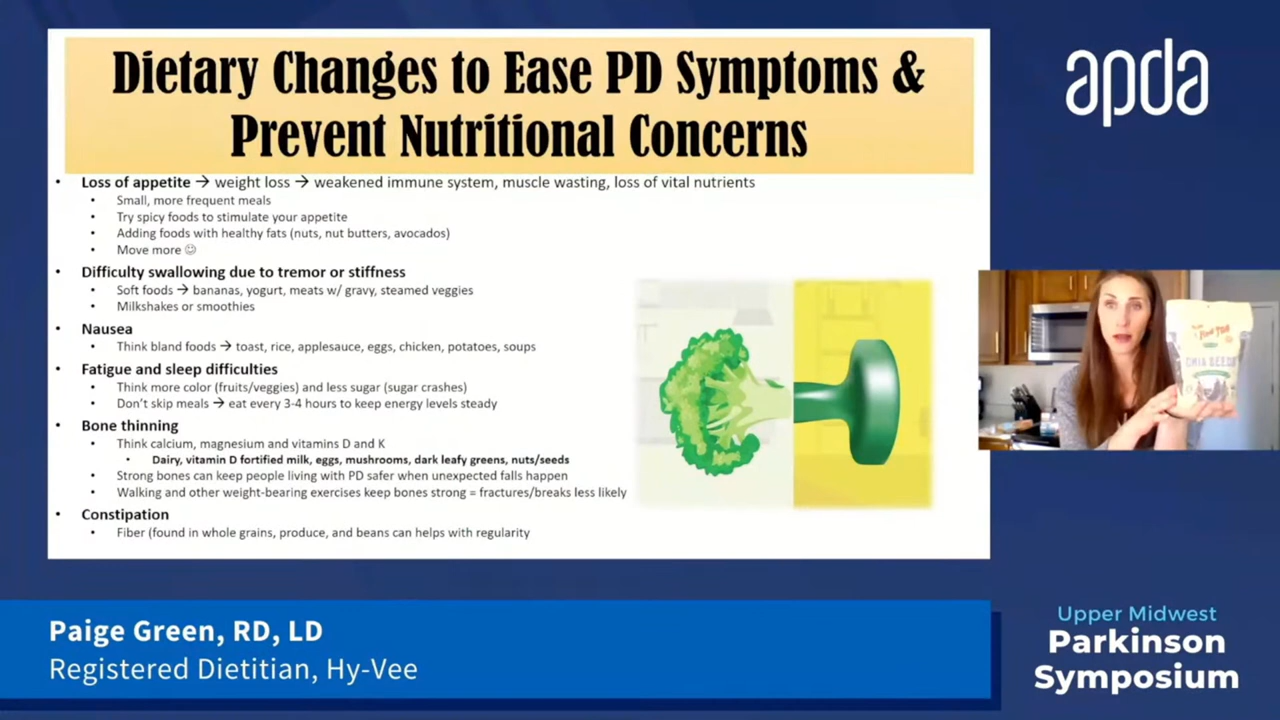 Dietary Changes to Ease PD Symptoms &
Prevent Nutritional Concerns
• Loss of appetite → weight loss → weakened immune system, muscle wasting, loss of vital nutrients
• Small, more frequent meals
• Try spicy foods to stimulate your appetite
• Adding foods with healthy fats (nuts, nut butters, avocados)
• Move more ☺
• Difficulty swallowing due to tremor or stiffness
• Soft foods → bananas, yogurt, meats w/ gravy, steamed veggies
• Milkshakes or smoothies
• Nausea
• Think bland foods → toast, rice, applesauce, eggs, chicken, potatoes, soups
• Fatigue and sleep difficulties
• Think more color (fruits/veggies) and less sugar (sugar crashes)
• Don't skip meals → eat every 3-4 hours to keep energy levels steady
• Bone thinning
• Think calcium, magnesium and vitamins D and K
• Dairy, vitamin D fortified milk, eggs, mushrooms, dark leafy greens, nuts/seeds
• Strong bones can keep people living with PD safer when unexpected falls happen
• Walking and other weight-bearing exercises keep bones strong = fractures/breaks less likely
• Constipation
• Fiber (found in whole grains, produce, and beans can helps with regularity
apda
CHIA SEEDS
Paige Green, RD, LD
Registered Dietitian, Hy-Vee
Upper Midwest
Parkinson
Symposium